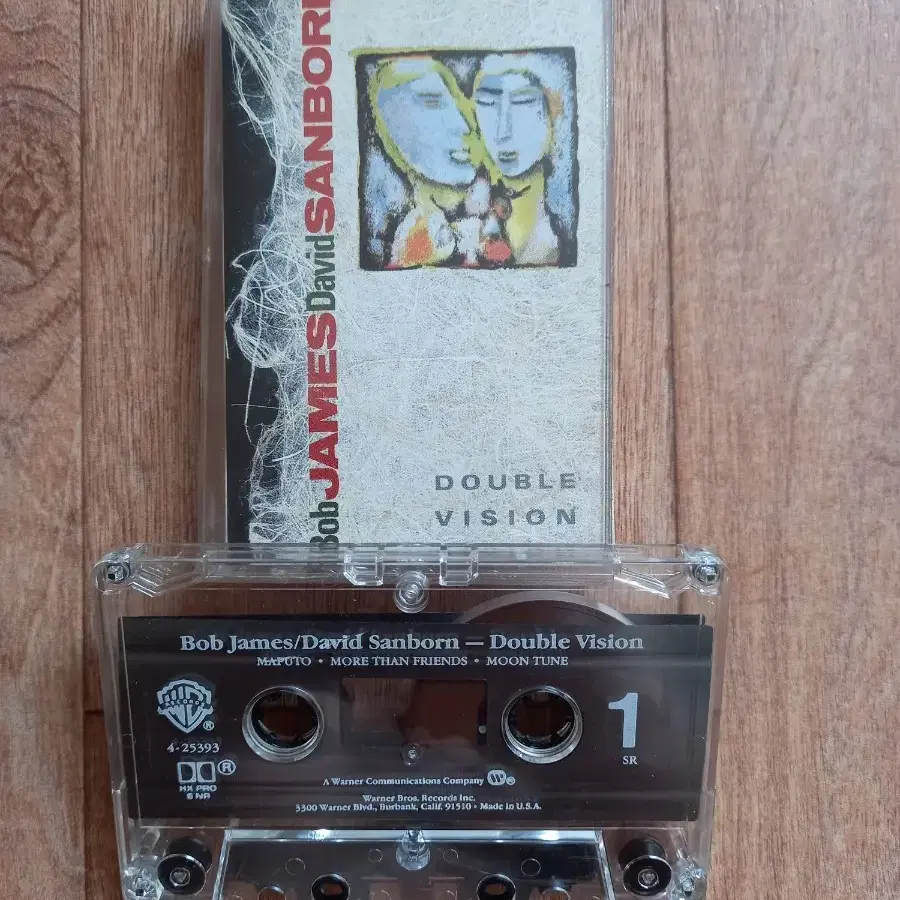 Bob JAMES David SANBORN
DOUBLE
VISION
Bob James/David Sanborn — Double Vision
MAPUTO • MORE THAN FRIENDS • MOON TUNE
RECORDS
®
1
4-25393
SR
®
HX PRO
B NR
A Warner Communications Company ®
Warner Bros. Records Inc.
3300 Warner Blvd., Burbank, Calif. 91510 • Made in U.S.A.